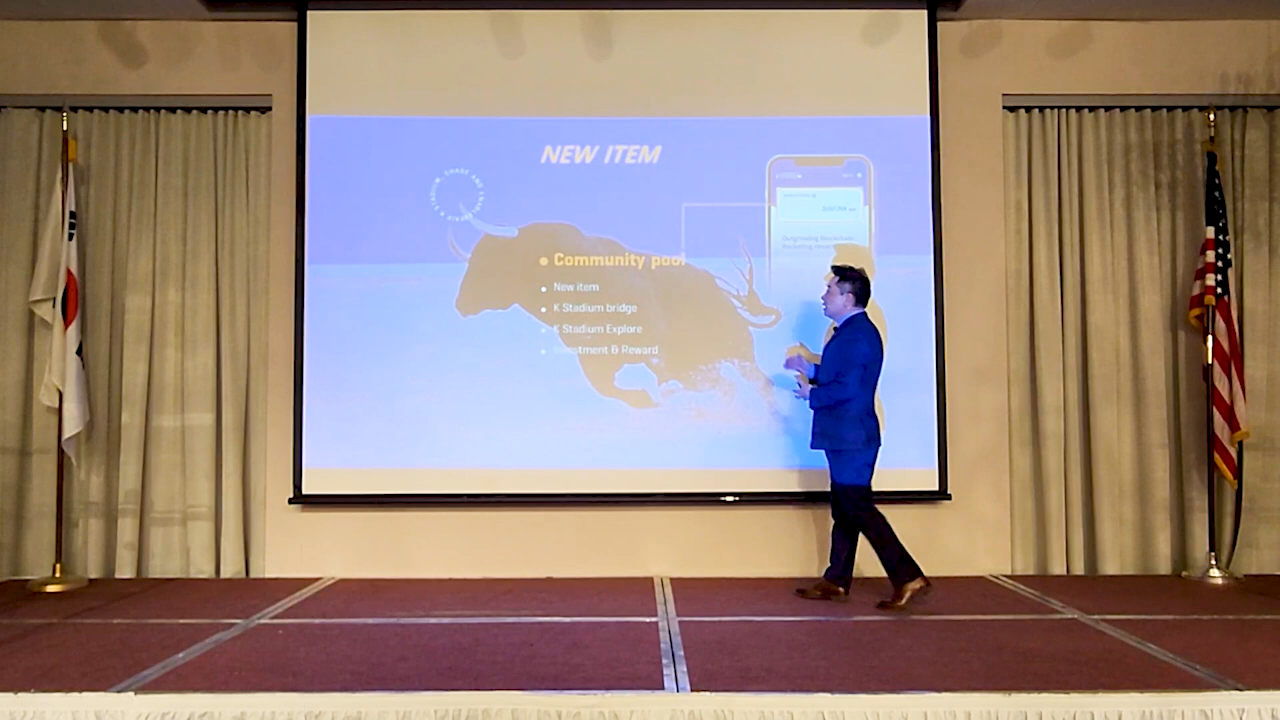 NEW ITEM
Community pool
New item
K Stadium bridge
K Stadium Explore
Investment & Reward